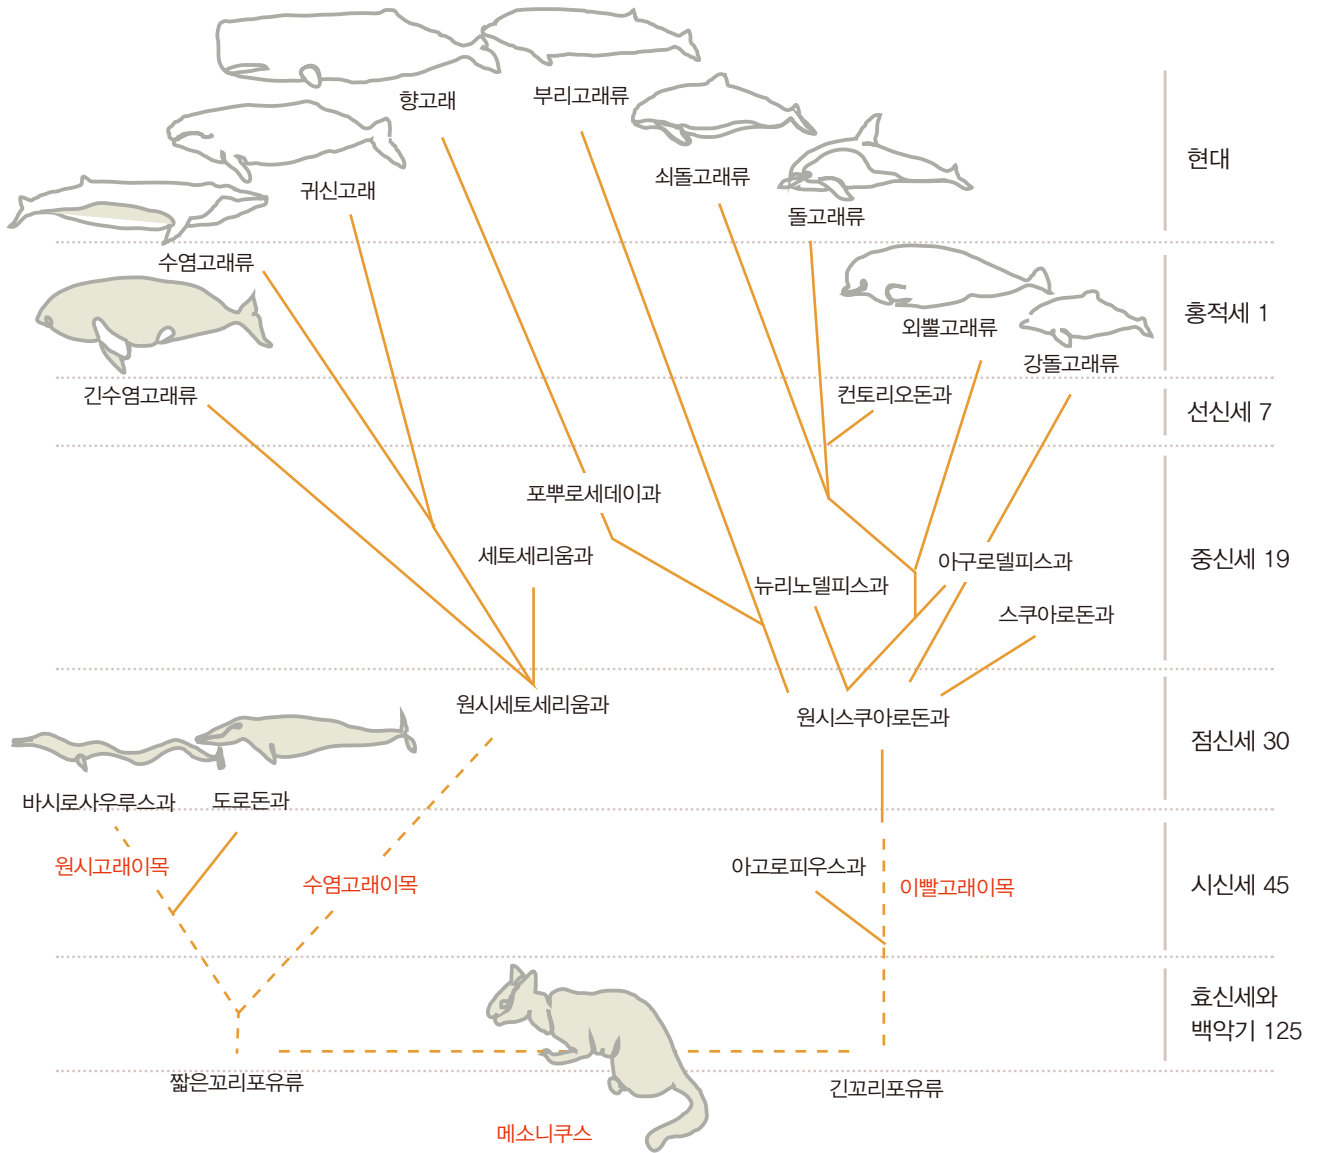 향고래
부리고래류
현대
쇠돌고래류
귀신고래
돌고래류
수염고래류
홍적세 1
외뿔고래류
강돌고래류
긴수염고래류
컨토리오돈과
선신세 7
포뿌로세데이과
세토세리움과
아구로델피스과
중신세 19
뉴리노델피스과
스쿠아로돈과
원시세토세리움과
원시스쿠아로돈과
점신세 30
바시로사우루스과
도로돈과
원시고래이목
수염고래이목
아고로피우스과
이빨고래이목
시신세 45
효신세와
백악기 125
짧은꼬리포유류
긴꼬리포유류
메소니쿠스